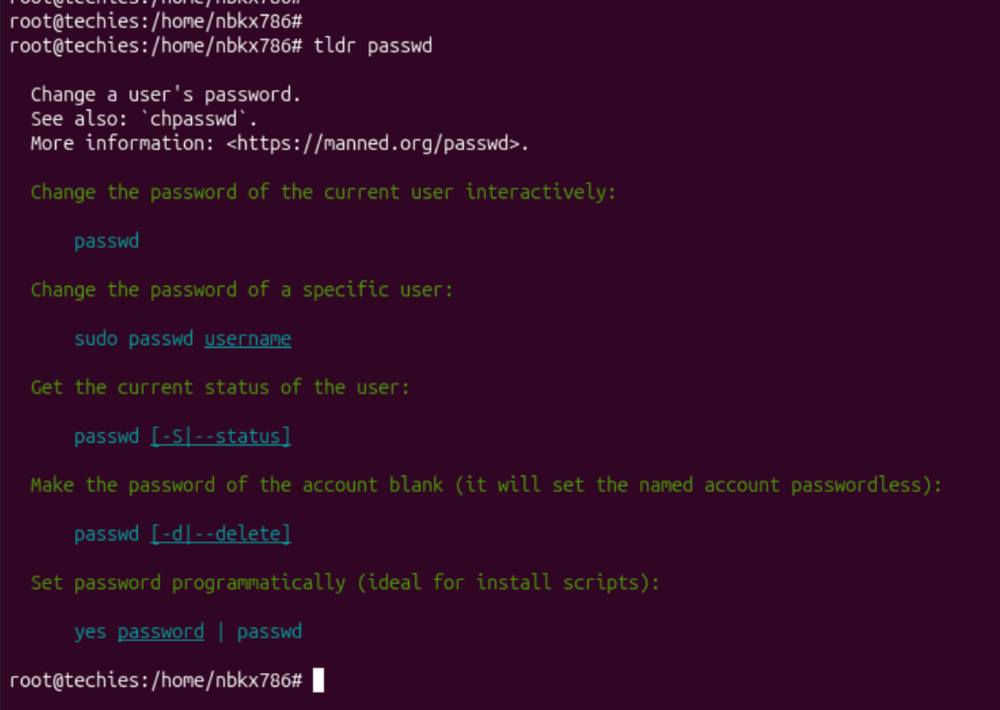 root@techies:/home/nbkx786#
root@techies:/home/nbkx786#
root@techies:/home/nbkx786# tldr passwd
Change a user's password.
See also: `chpasswd`.
More information: <https://manned.org/passwd>.
Change the password of the current user interactively:
passwd
Change the password of a specific user:
sudo passwd username
Get the current status of the user:
passwd [-S|--status]
Make the password of the account blank (it will set the named account passwordless):
passwd [-d|--delete]
Set password programmatically (ideal for install scripts):
yes password | passwd
root@techies:/home/nbkx786#